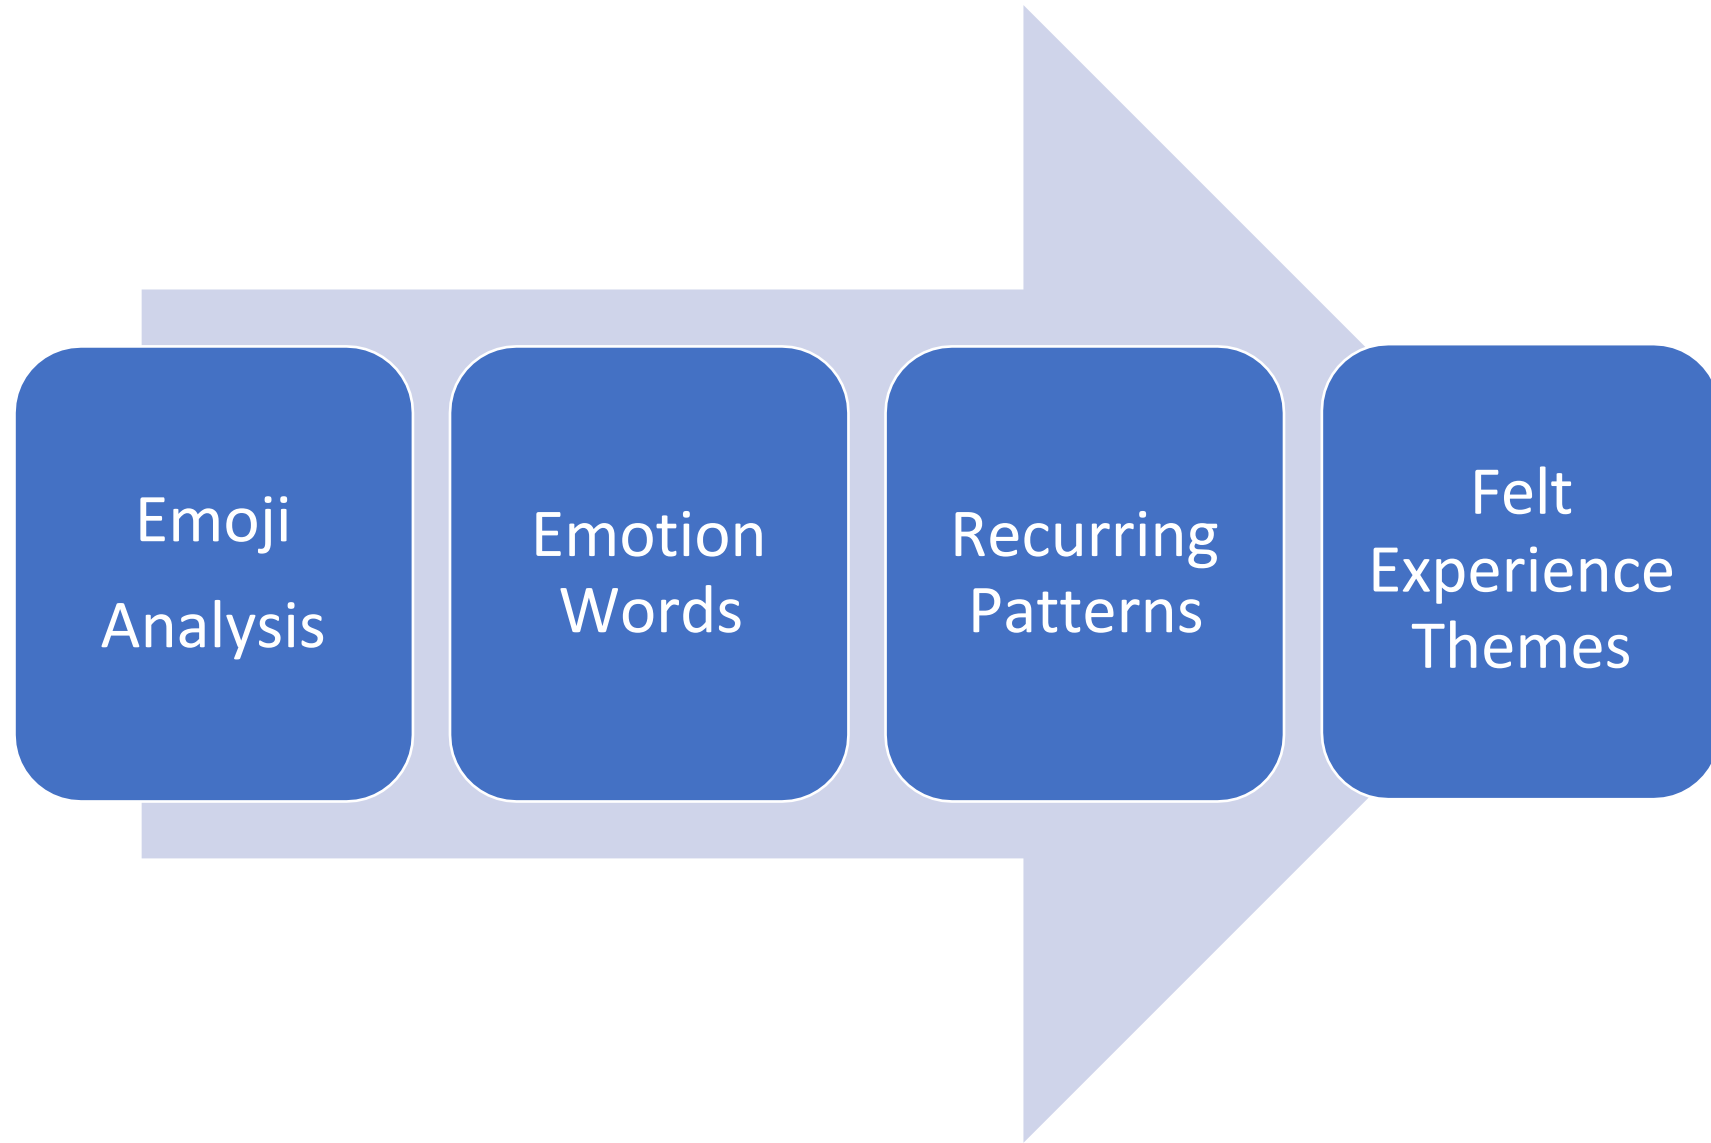 Emoji
Analysis
Emotion
Words
Recurring
Patterns
Felt
Experience
Themes